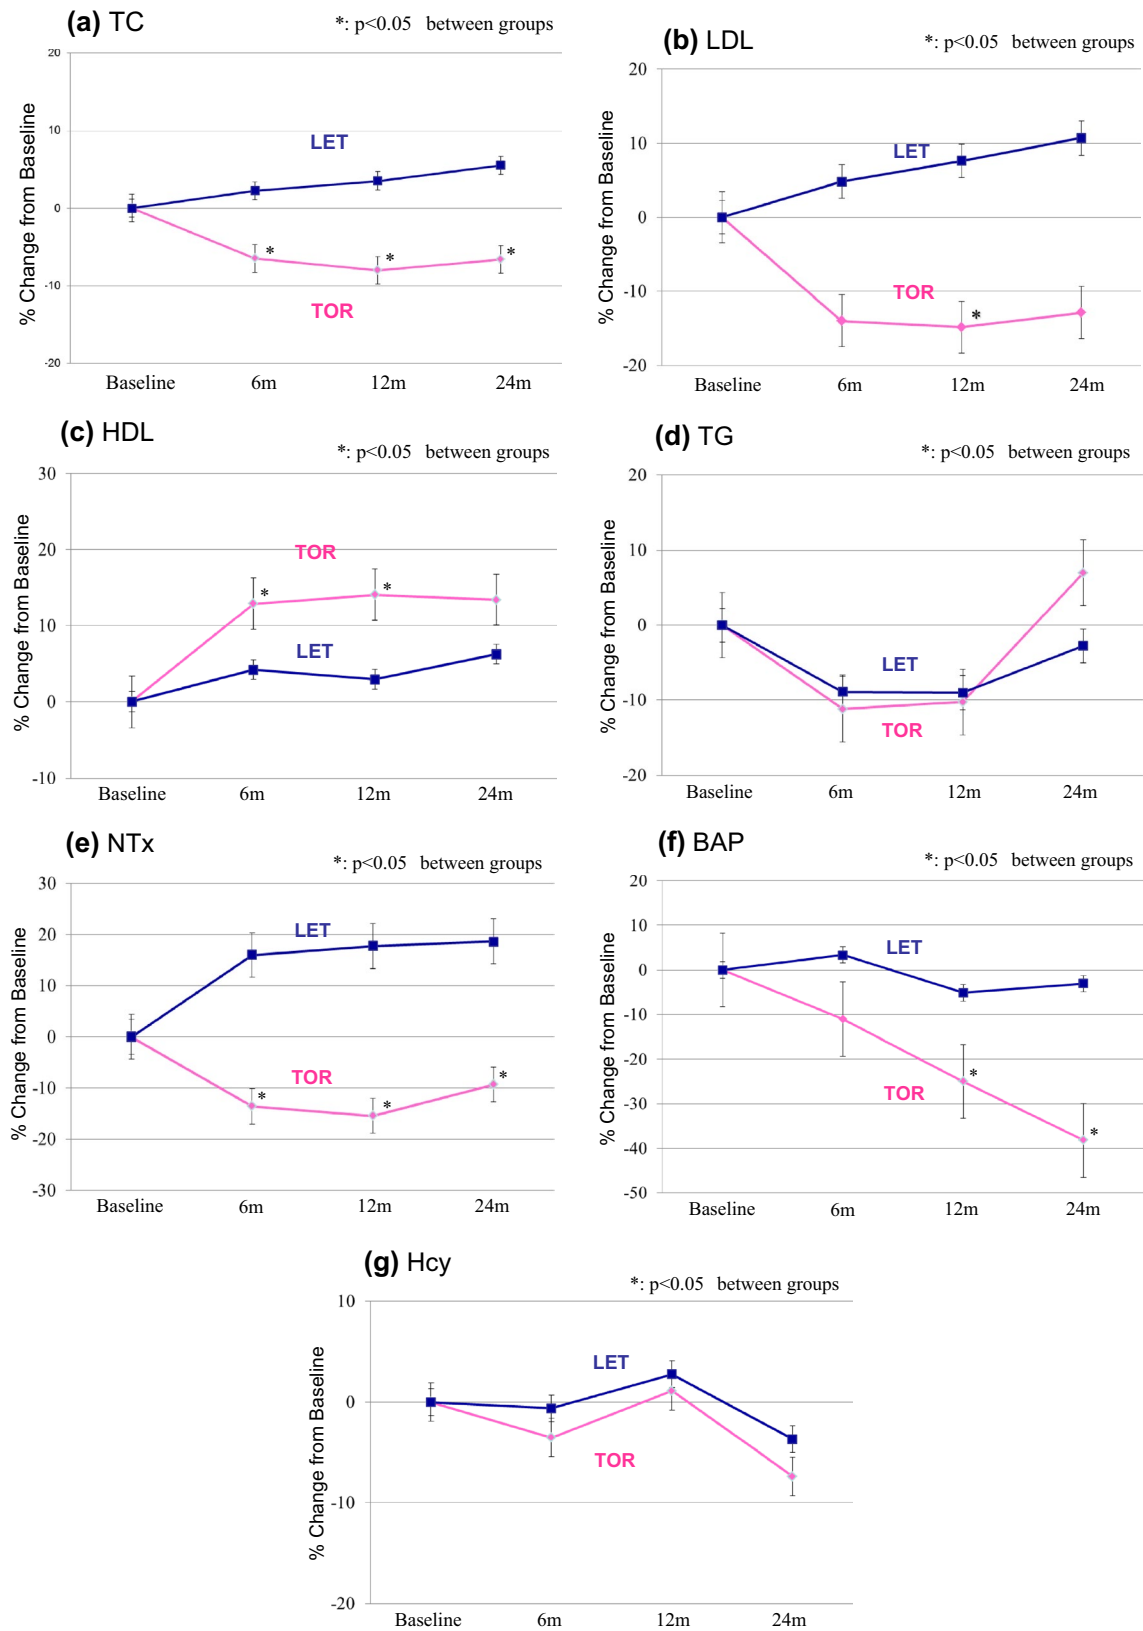 (a) TC
*: p<0.05 between groups
% Change from Baseline
20
10
0
-10
-20
LET
TOR
*
*
*
Baseline 6m 12m 24m
(b) LDL
*: p<0.05 between groups
% Change from Baseline
20
10
0
-10
-20
LET
TOR
*
Baseline 6m 12m 24m
(c) HDL
*: p<0.05 between groups
% Change from Baseline
30
20
10
0
-10
TOR
*
*
LET
Baseline 6m 12m 24m
(d) TG
*: p<0.05 between groups
% Change from Baseline
20
10
0
-10
-20
LET
TOR
Baseline 6m 12m 24m
(e) NTx
*: p<0.05 between groups
% Change from Baseline
30
20
10
0
-10
-20
-30
LET
TOR
*
*
*
Baseline 6m 12m 24m
(f) BAP
*: p<0.05 between groups
% Change from Baseline
20
10
0
-10
-20
-30
-40
-50
LET
TOR
*
*
Baseline 6m 12m 24m
(g) Hcy
*: p<0.05 between groups
% Change from Baseline
10
0
-10
-20
LET
TOR
Baseline 6m 12m 24m